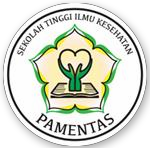 SEKOLAH TINGGI ILMU KESEHATAN
PAMENTAS